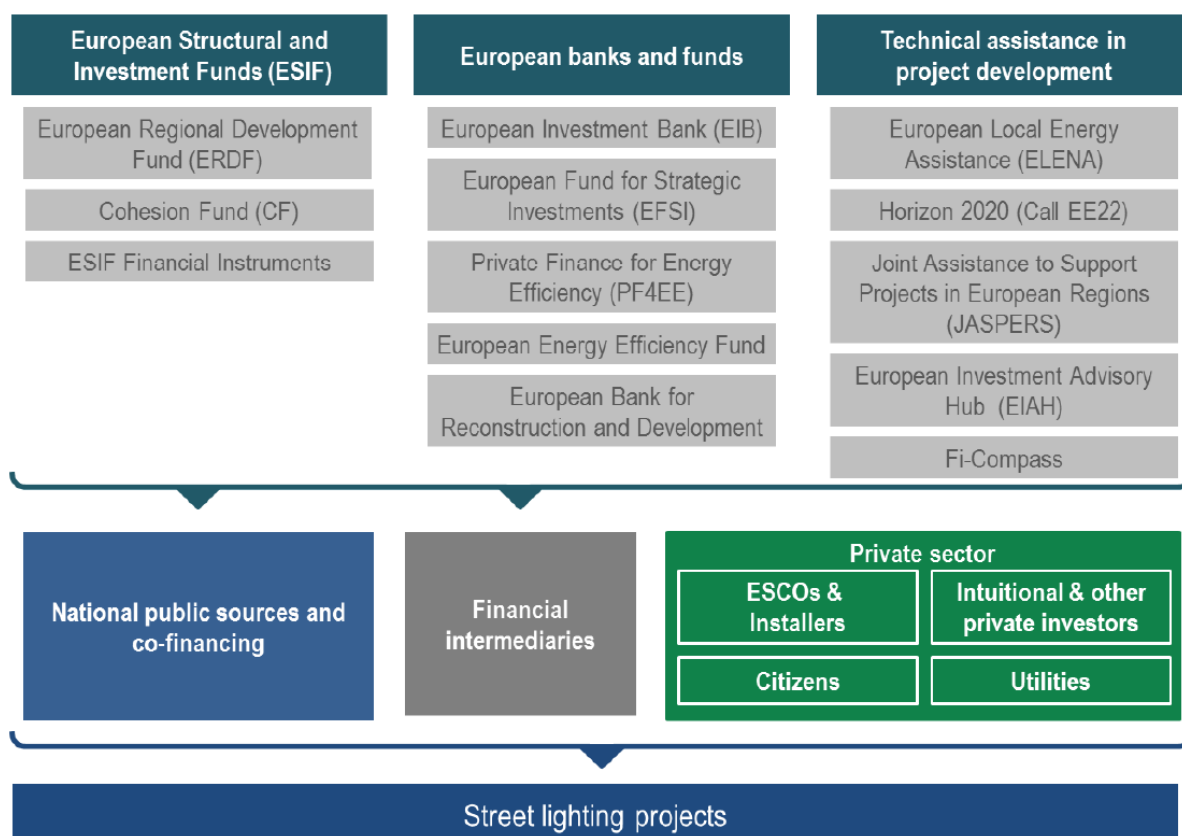 European Structural and
Investment Funds (ESIF)
European Regional Development
Fund (ERDF)
Cohesion Fund (CF)
ESIF Financial Instruments
European banks and funds
European Investment Bank (EIB)
European Fund for Strategic
Investments (EFSI)
Private Finance for Energy
Efficiency (PF4EE)
European Energy Efficiency Fund
European Bank for
Reconstruction and Development
Technical assistance in
project development
European Local Energy
Assistance (ELENA)
Horizon 2020 (Call EE22)
Joint Assistance to Support
Projects in European Regions
(JASPERS)
European Investment Advisory
Hub (EIAH)
Fi-Compass
National public sources and
co-financing
Financial
intermediaries
Private sector
ESCOs &
Installers
Intuitional & other
private investors
Citizens
Utilities
Street lighting projects